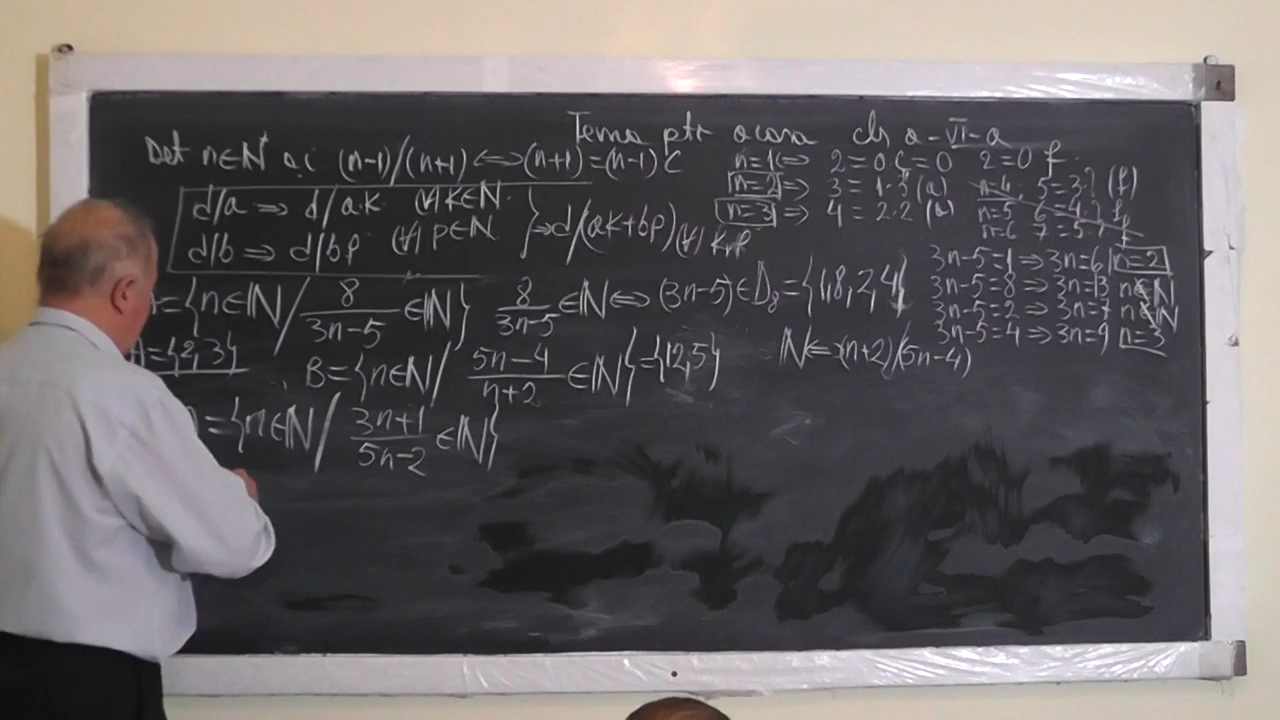 Tema ptr acasa cls a-VI-a
Det n∈N* a.î (n-1)/(n+1) ⟺ (n+1)=(n-1)C
d/a ⇒ d/a.k (∀)k∈N.
d/b ⇒ d/bp (∀)p∈N } ⇒ d/(ak+bp)(∀) k,p
n=1 ⇒ 2=0 C=0 2=0 f.
n=2 ⇒ 3=1·3 (a)
n=3 ⇒ 4=2·2 (a)
n=4 5=3·? (f)
n=5 6=4·? f
n=6 7=5·? f
={n∈N/ 8/(3n-5) ∈N} 8/(3n-5) ∈N ⟺ (3n-5)∈D₈={1,8,2,4}
3n-5=1 ⇒ 3n=6 n=2
3n-5=8 ⇒ 3n=13 n∉N
3n-5=2 ⇒ 3n=7 n∉N
3n-5=4 ⇒ 3n=9 n=3
A={2,3}
B={n∈N/ (5n-4)/(n+2) ∈N}={12,5} N ⇐ (n+2)/(5n-4)
={n∈N/ (3n+1)/(5n-2) ∈N}